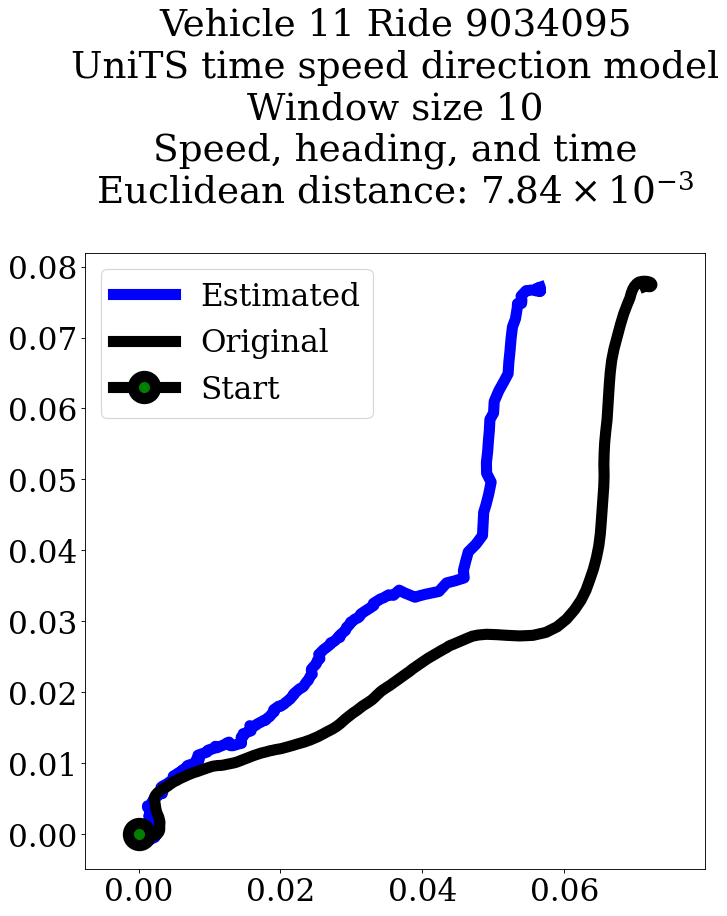 Vehicle 11 Ride 9034095
UniTS time speed direction model
Window size 10
Speed, heading, and time
Euclidean distance: 7.84 × 10⁻³
0.08
0.07
0.06
0.05
0.04
0.03
0.02
0.01
0.00
Estimated
Original
Start
0.00 0.02 0.04 0.06